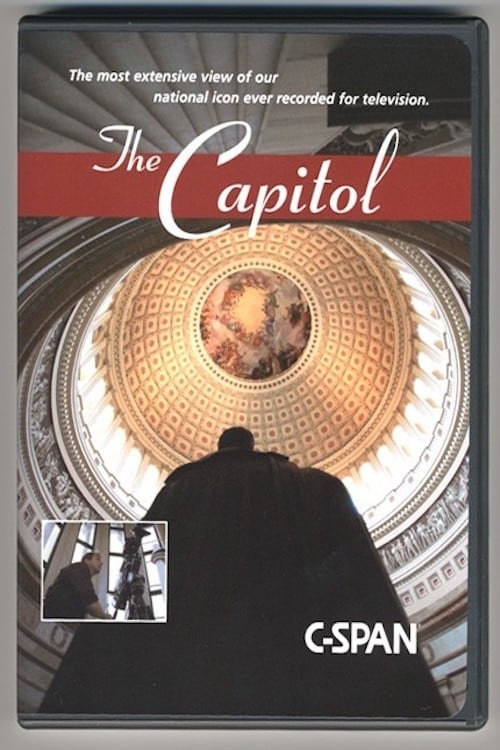 The most extensive view of our
national icon ever recorded for television.
The Capitol
C-SPAN